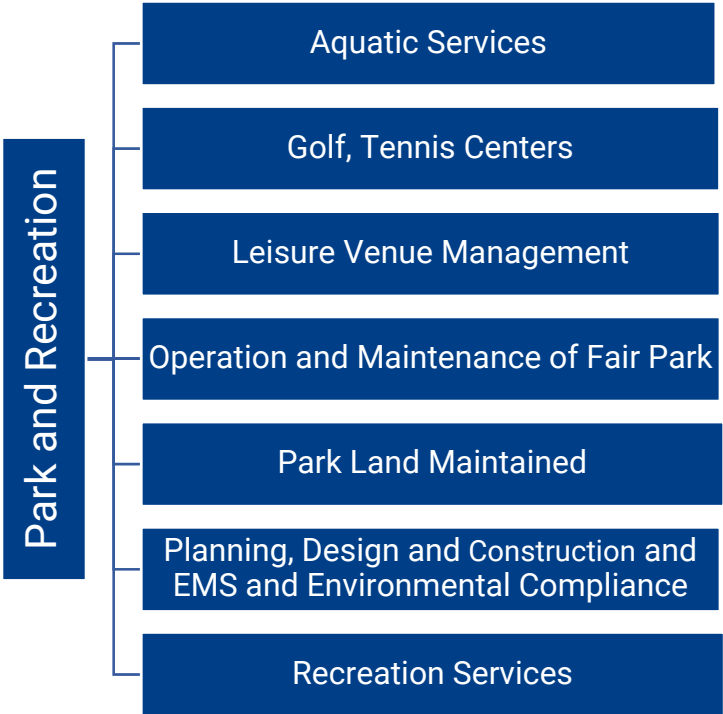 Park and Recreation
Aquatic Services
Golf, Tennis Centers
Leisure Venue Management
Operation and Maintenance of Fair Park
Park Land Maintained
Planning, Design and Construction and
EMS and Environmental Compliance
Recreation Services